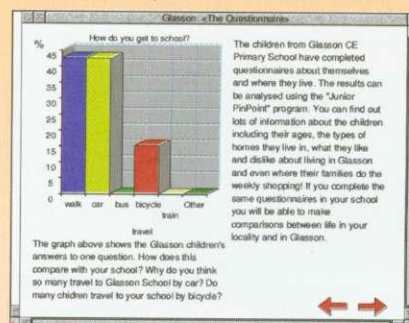 Glasson: «The Questionnaire»
How do you get to school?
%
45
40
35
30
25
20
15
10
5
0
walk car bus bicycle train Other
travel
The graph above shows the Glasson children's
answers to one question. How does this
compare with your school? Why do you think
so many travel to Glasson School by car? Do
many chidren travel to your school by bicycle?
The children from Glasson CE
Primary School have completed
questionnaires about themselves
and where they live. The results can
be analysed using the "Junior
PinPoint" program. You can find out
lots of information about the children
including their ages, the types of
homes they live in, what they like
and dislike about living in Glasson
and even where their families do the
weekly shopping! If you complete the
same questionnaires in your school
you will be able to make
comparisons between life in your
locality and in Glasson.